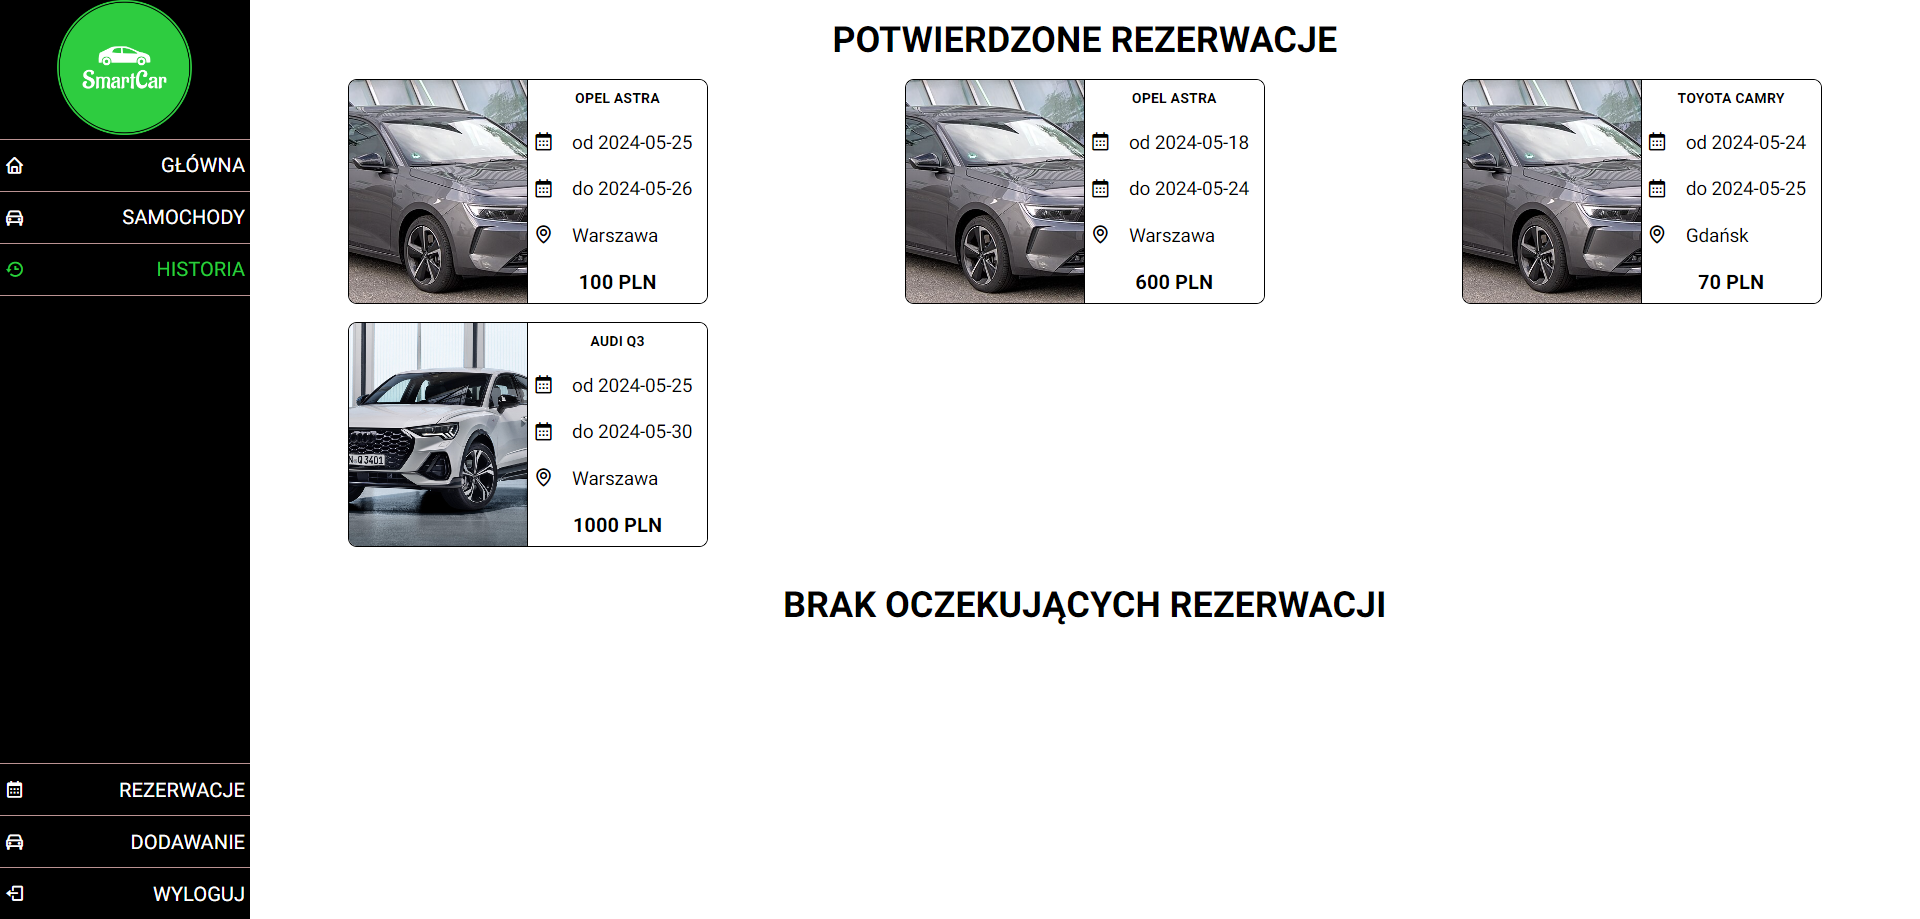 SmartCar
GŁÓWNA
SAMOCHODY
HISTORIA
REZERWACJE
DODAWANIE
WYLOGUJ
POTWIERDZONE REZERWACJE
OPEL ASTRA
od 2024-05-25
do 2024-05-26
Warszawa
100 PLN
OPEL ASTRA
od 2024-05-18
do 2024-05-24
Warszawa
600 PLN
TOYOTA CAMRY
od 2024-05-24
do 2024-05-25
Gdańsk
70 PLN
N-Q 3401
AUDI Q3
od 2024-05-25
do 2024-05-30
Warszawa
1000 PLN
BRAK OCZEKUJĄCYCH REZERWACJI